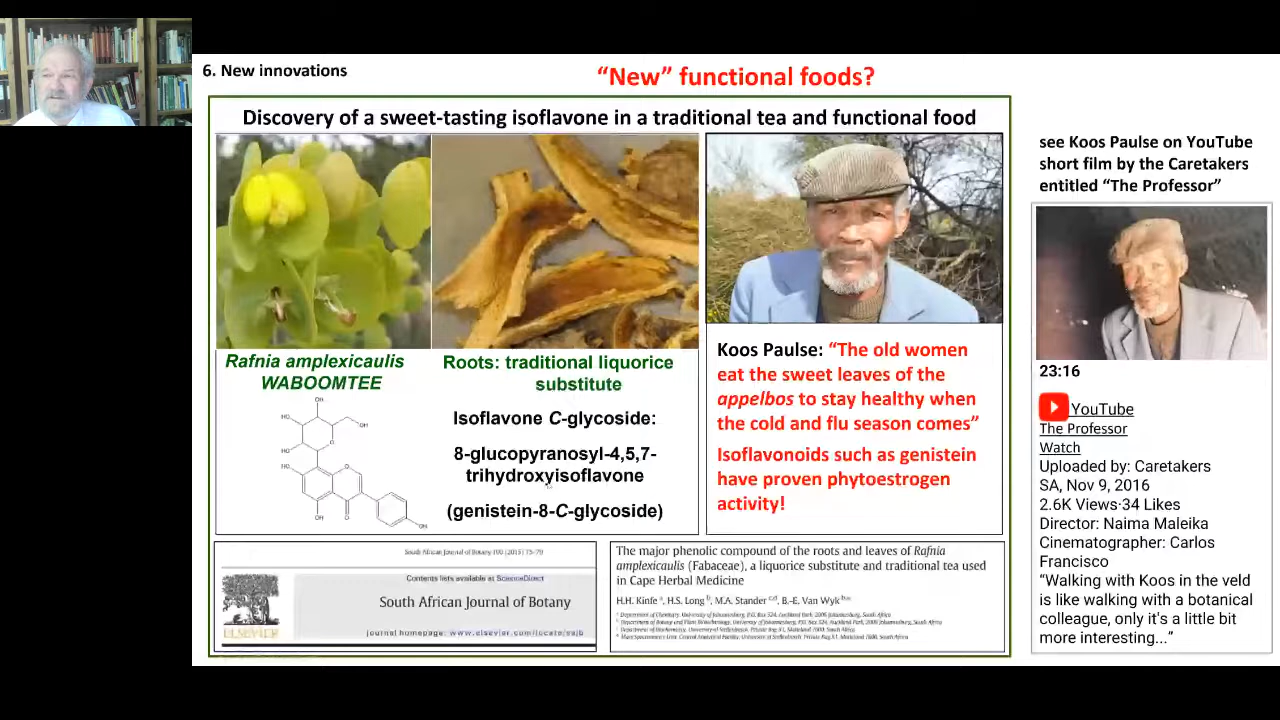 6. New innovations
“New” functional foods?
Discovery of a sweet-tasting isoflavone in a traditional tea and functional food
Rafnia amplexicaulis
WABOOMTEE
Roots: traditional liquorice
substitute
Isoflavone C-glycoside:
8-glucopyranosyl-4,5,7-
trihydroxyisoflavone
(genistein-8-C-glycoside)
OH
HO
OH
O
HO
HO
O
OH
O
OH
Koos Paulse: “The old women
eat the sweet leaves of the
appelbos to stay healthy when
the cold and flu season comes”
Isoflavonoids such as genistein
have proven phytoestrogen
activity!
South African Journal of Botany 100 (2015) 75–79
Contents lists available at ScienceDirect
South African Journal of Botany
journal homepage: www.elsevier.com/locate/sajb
ELSEVIER
The major phenolic compound of the roots and leaves of Rafnia
amplexicaulis (Fabaceae), a liquorice substitute and traditional tea used
in Cape Herbal Medicine
H.H. Kinfe a, H.S. Long b, M.A. Stander c,d, B.-E. Van Wyk b,
see Koos Paulse on YouTube
short film by the Caretakers
entitled “The Professor”
23:16
YouTube
The Professor
Watch
Uploaded by: Caretakers
SA, Nov 9, 2016
2.6K Views·34 Likes
Director: Naima Maleika
Cinematographer: Carlos
Francisco
“Walking with Koos in the veld
is like walking with a botanical
colleague, only it's a little bit
more interesting...”